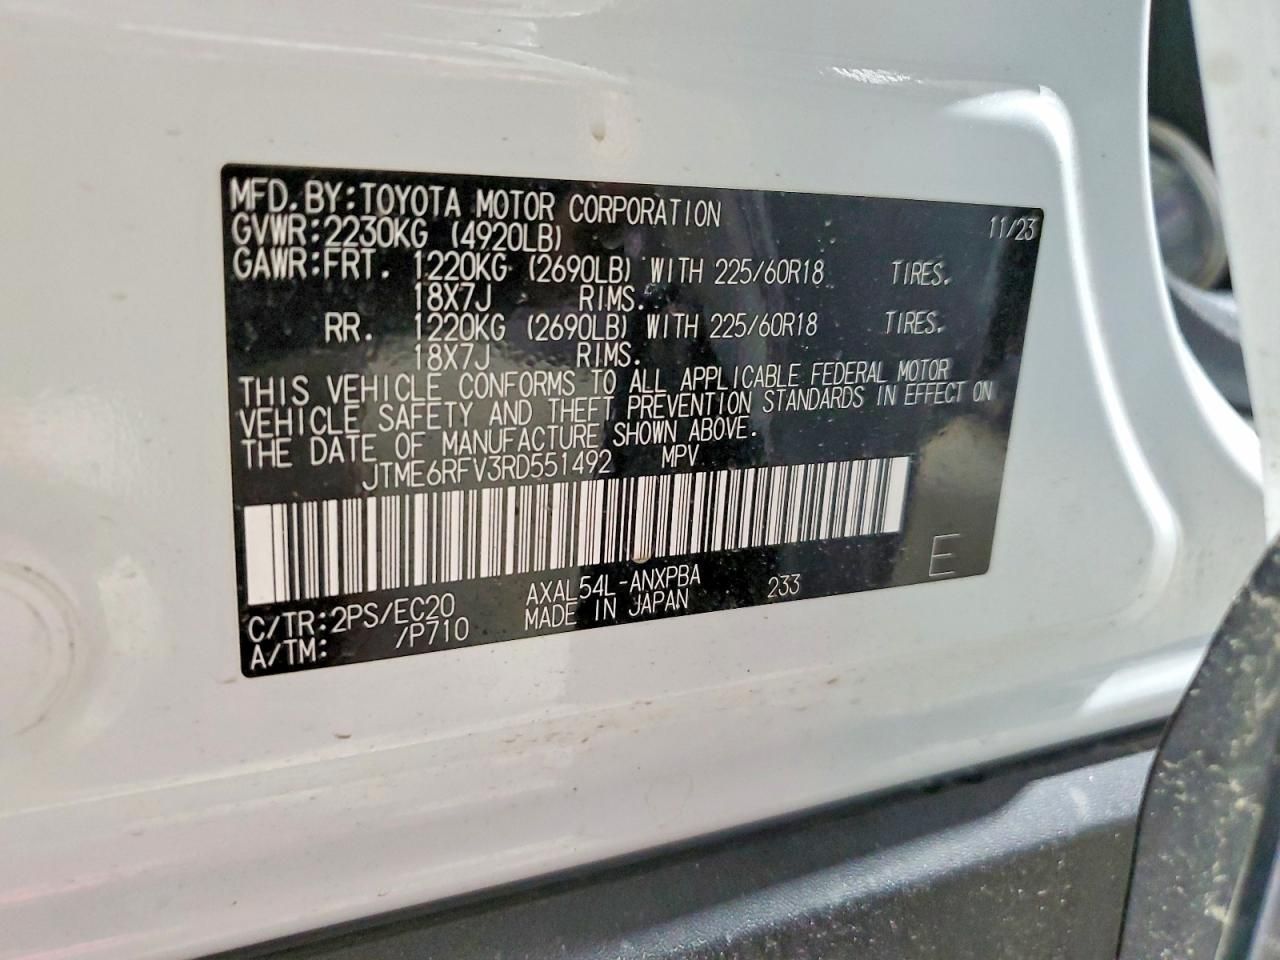 MFD. BY: TOYOTA MOTOR CORPORATION 11/23
GVWR: 2230KG (4920LB)
GAWR: FRT. 1220KG (2690LB) WITH 225/60R18 TIRES.
18X7J RIMS.
RR. 1220KG (2690LB) WITH 225/60R18 TIRES.
18X7J RIMS.
THIS VEHICLE CONFORMS TO ALL APPLICABLE FEDERAL MOTOR
VEHICLE SAFETY AND THEFT PREVENTION STANDARDS IN EFFECT ON
THE DATE OF MANUFACTURE SHOWN ABOVE.
JTME6RFV3RD551492 MPV
E
C/TR: 2PS/EC20 AXAL54L-ANXPBA 233
A/TM: /P710 MADE IN JAPAN